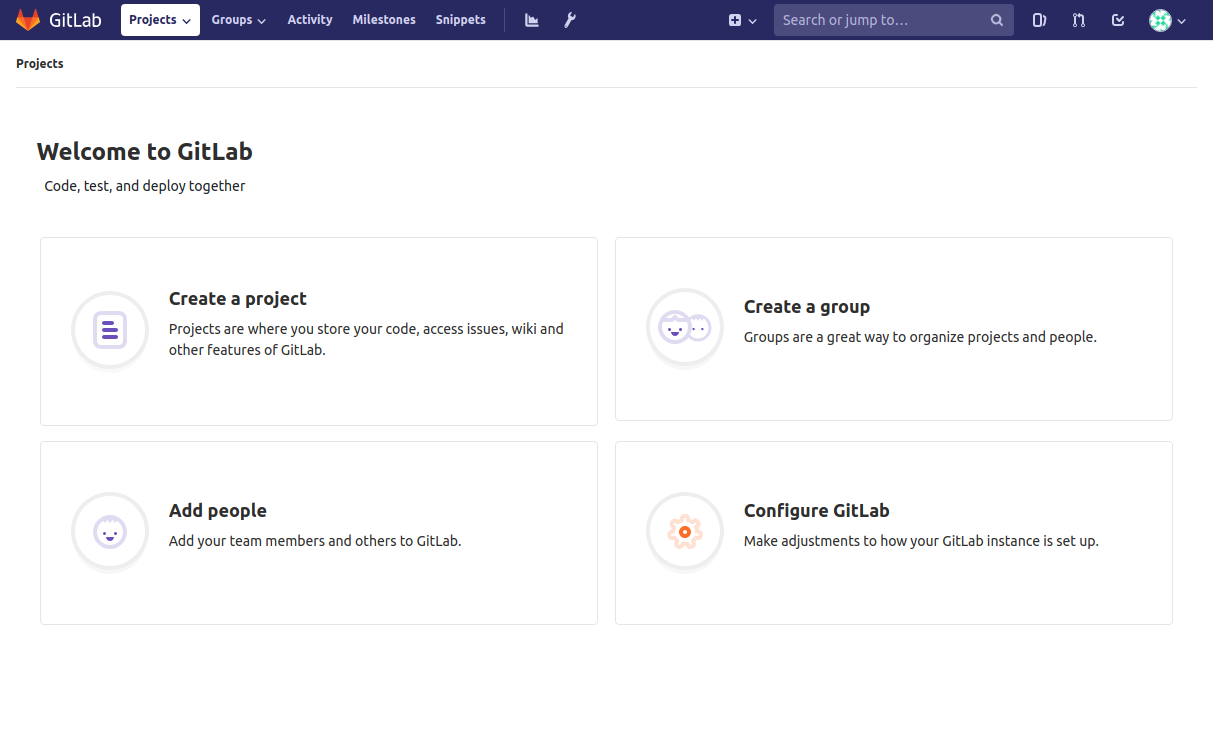 GitLab Projects Groups Activity Milestones Snippets Search or jump to...
Projects
Welcome to GitLab
Code, test, and deploy together
Create a project
Projects are where you store your code, access issues, wiki and
other features of GitLab.
Create a group
Groups are a great way to organize projects and people.
Add people
Add your team members and others to GitLab.
Configure GitLab
Make adjustments to how your GitLab instance is set up.